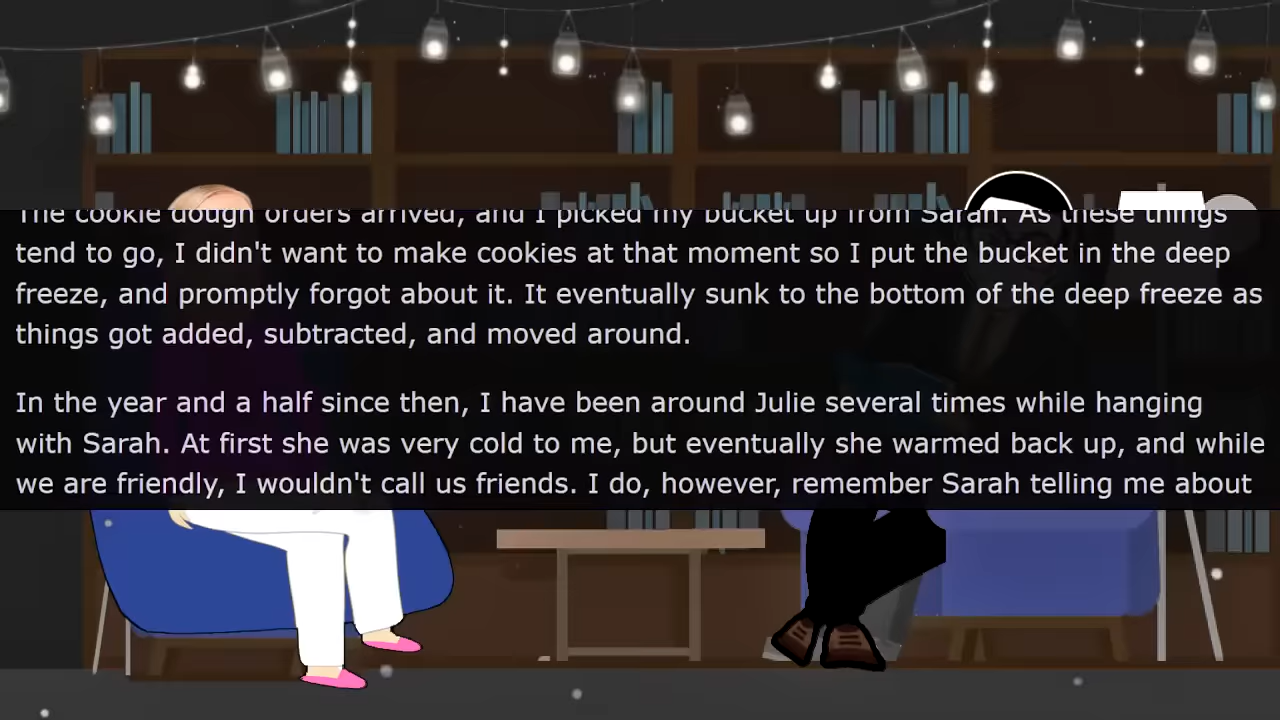 The cookie dough orders arrived, and I picked my bucket up from Sarah. As these things
tend to go, I didn't want to make cookies at that moment so I put the bucket in the deep
freeze, and promptly forgot about it. It eventually sunk to the bottom of the deep freeze as
things got added, subtracted, and moved around.
In the year and a half since then, I have been around Julie several times while hanging
with Sarah. At first she was very cold to me, but eventually she warmed back up, and while
we are friendly, I wouldn't call us friends. I do, however, remember Sarah telling me about